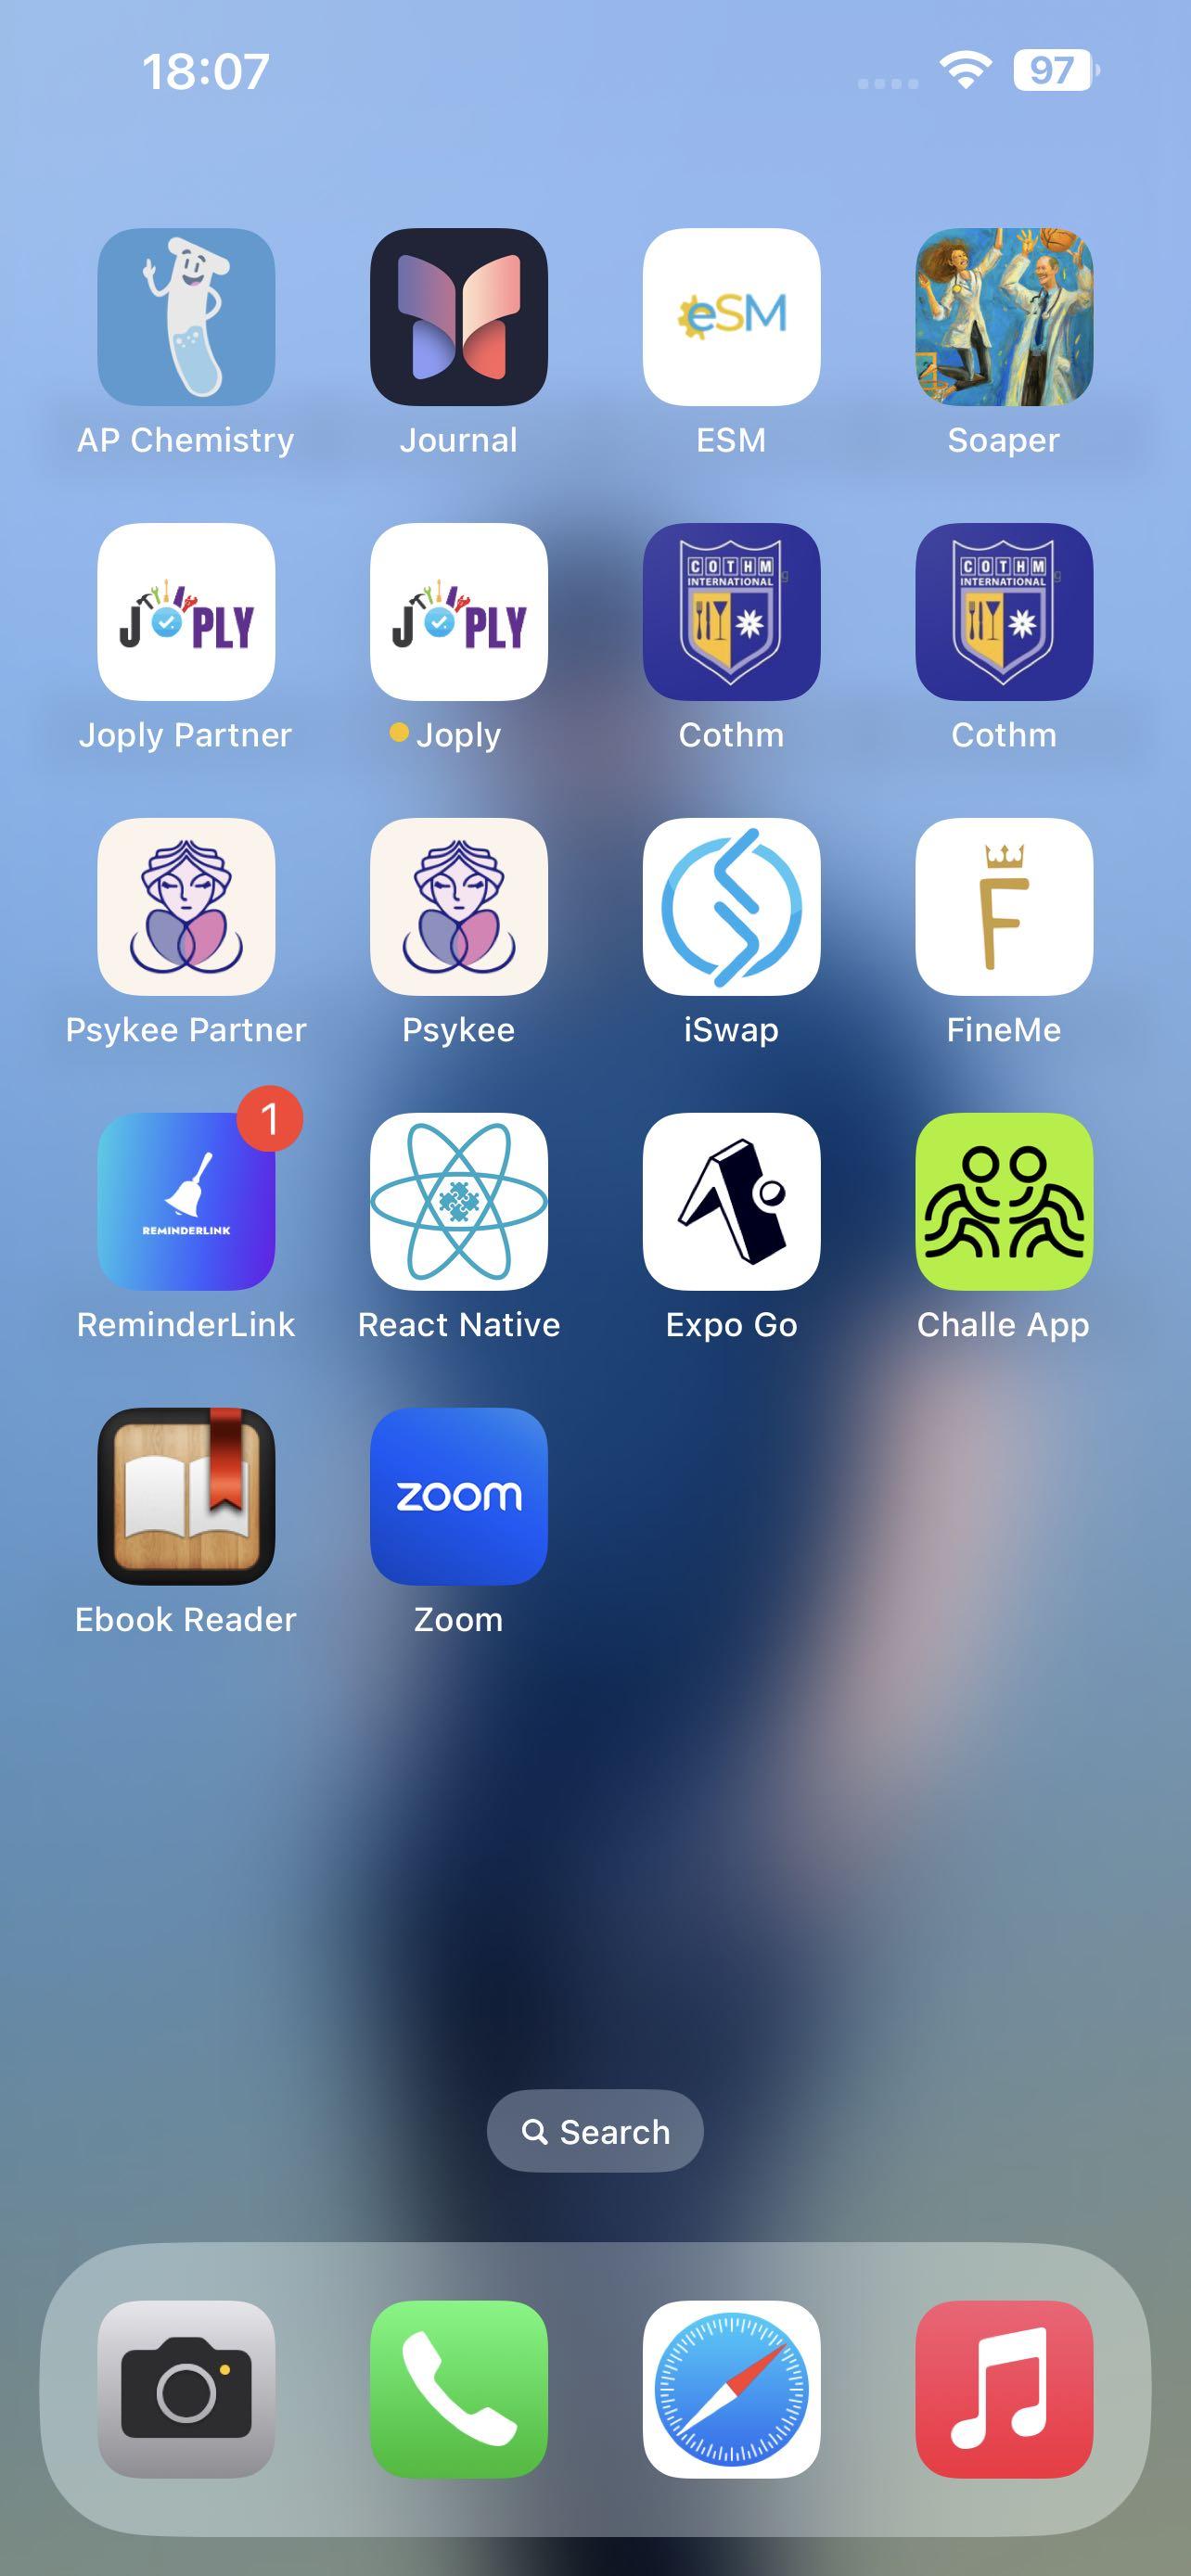 18:07
97
eSM
AP Chemistry
Journal
ESM
Soaper
JOPLY
JOPLY
COTHM
INTERNATIONAL
COTHM
INTERNATIONAL
Joply Partner
Joply
Cothm
Cothm
F
Psykee Partner
Psykee
iSwap
FineMe
1
REMINDERLINK
ReminderLink
React Native
Expo Go
Challe App
zoom
Ebook Reader
Zoom
Search